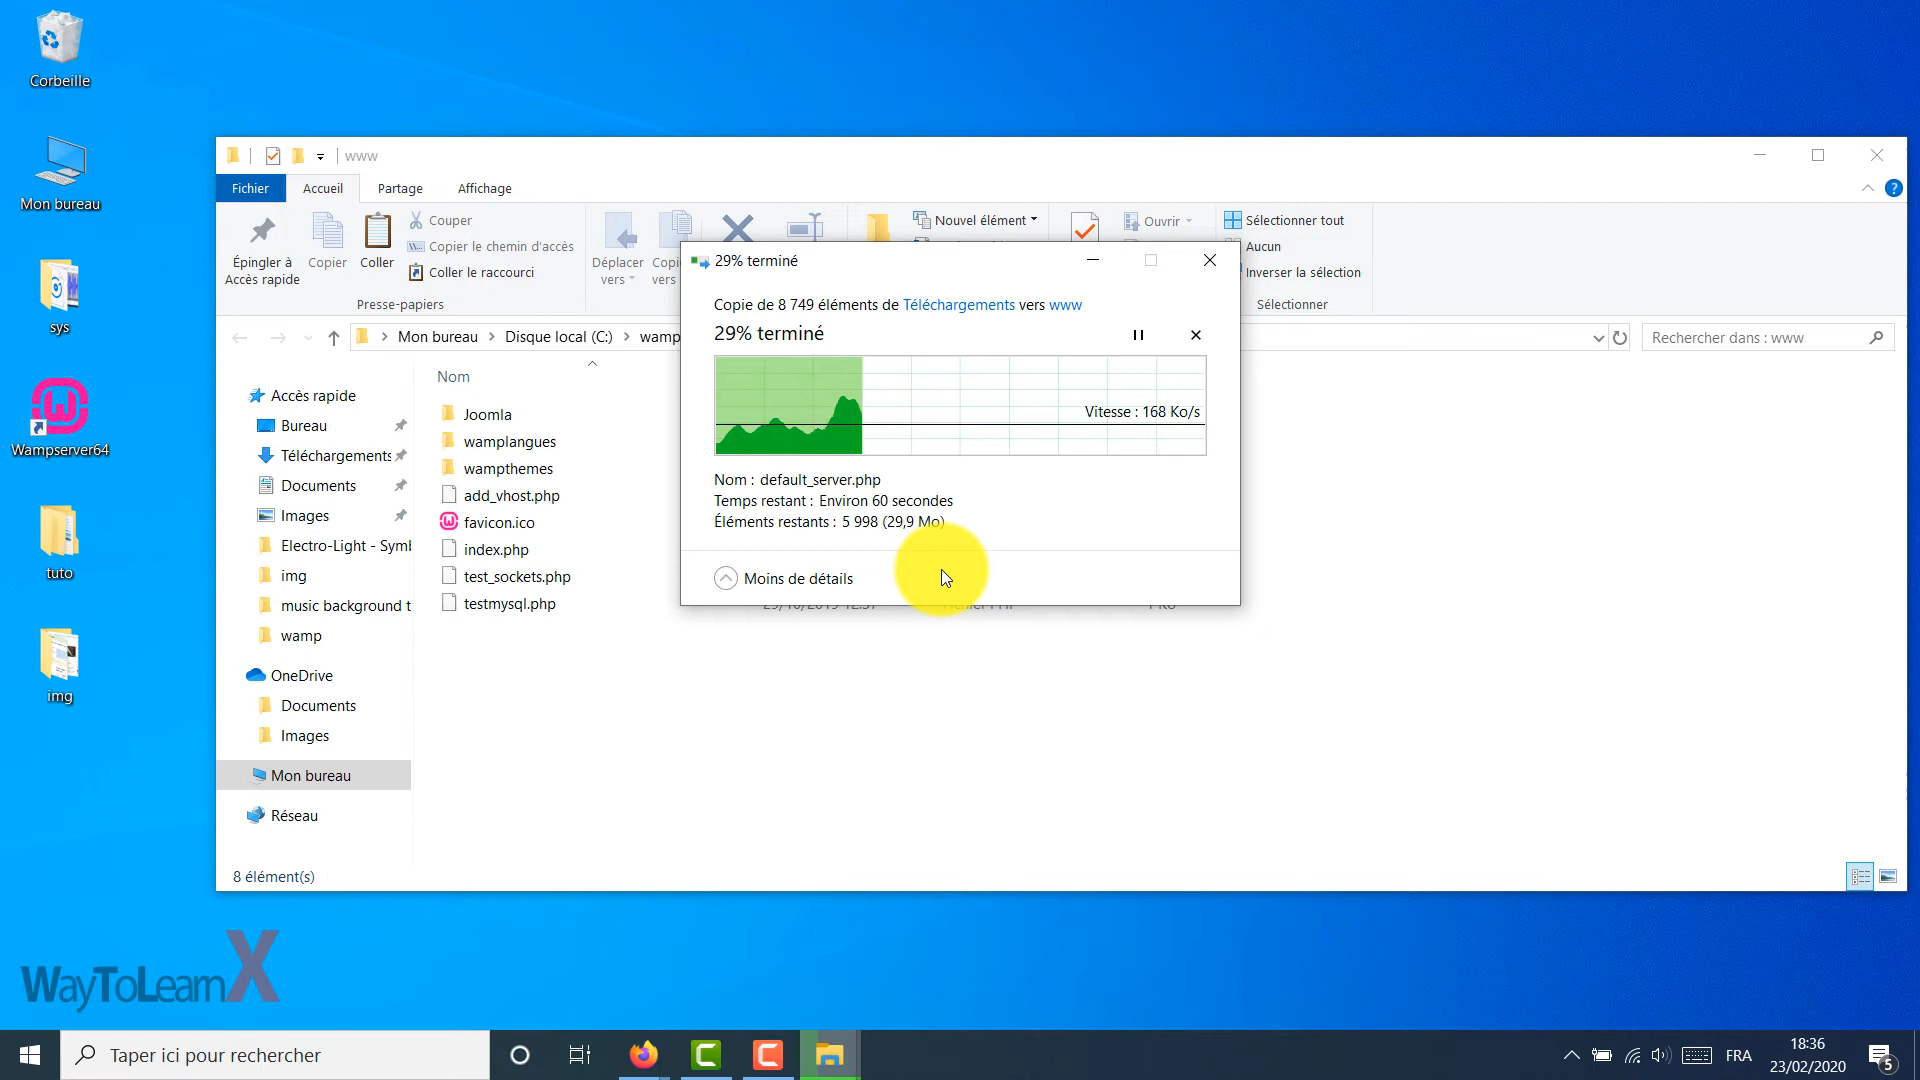 Corbeille
Mon bureau
sys
Wampserver64
tuto
img
WayToLearnX
www
Fichier
Accueil
Partage
Affichage
Épingler à
Accès rapide
Copier
Coller
Couper
Copier le chemin d'accès
Coller le raccourci
Presse-papiers
Déplacer
vers
Copi
vers
Nouvel élément
Ouvrir
Sélectionner tout
Aucun
Inverser la sélection
Sélectionner
Mon bureau
Disque local (C:)
wamp
Rechercher dans : www
Accès rapide
Bureau
Téléchargements
Documents
Images
Electro-Light - Symb
img
music background t
wamp
OneDrive
Documents
Images
Mon bureau
Réseau
Nom
Joomla
wamplangues
wampthemes
add_vhost.php
favicon.ico
index.php
test_sockets.php
testmysql.php
8 élément(s)
29% terminé
Copie de 8 749 éléments de Téléchargements vers www
29% terminé
Vitesse : 168 Ko/s
Nom : default_server.php
Temps restant : Environ 60 secondes
Éléments restants : 5 998 (29,9 Mo)
Moins de détails
Taper ici pour rechercher
FRA
18:36
23/02/2020
5